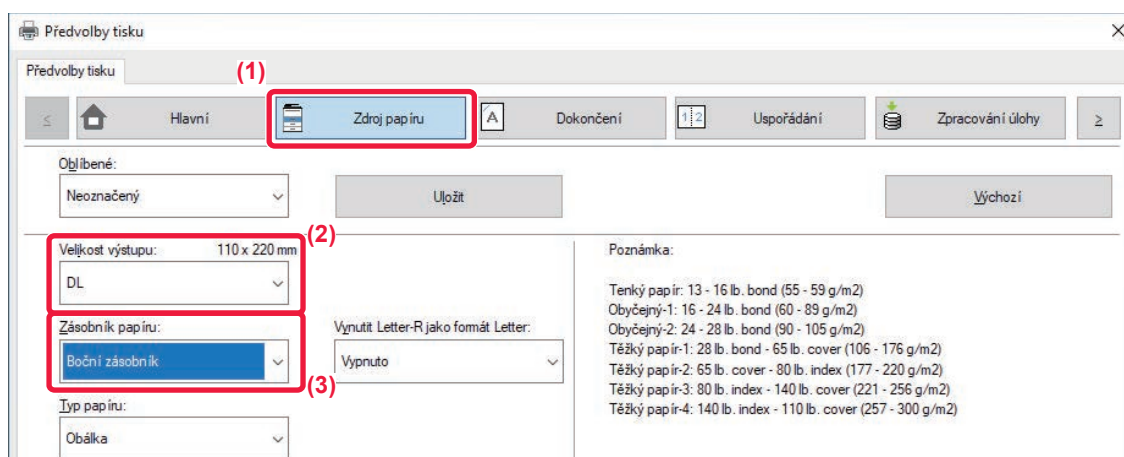 Předvolby tisku
Předvolby tisku
(1)
<
Hlavní
Zdroj papíru
A
Dokončení
1 2
Uspořádání
Zpracování úlohy
>
Oblíbené:
Neoznačený
Uložit
Výchozí
(2)
Velikost výstupu: 110 x 220 mm
DL
Zásobník papíru:
Boční zásobník
(3)
Vynutit Letter-R jako formát Letter:
Vypnuto
Typ papíru:
Obálka
Poznámka:
Tenký papír: 13 - 16 lb. bond (55 - 59 g/m2)
Obyčejný-1: 16 - 24 lb. bond (60 - 89 g/m2)
Obyčejný-2: 24 - 28 lb. bond (90 - 105 g/m2)
Těžký papír-1: 28 lb. bond - 65 lb. cover (106 - 176 g/m2)
Těžký papír-2: 65 lb. cover - 80 lb. index (177 - 220 g/m2)
Těžký papír-3: 80 lb. index - 140 lb. cover (221 - 256 g/m2)
Těžký papír-4: 140 lb. index - 110 lb. cover (257 - 300 g/m2)